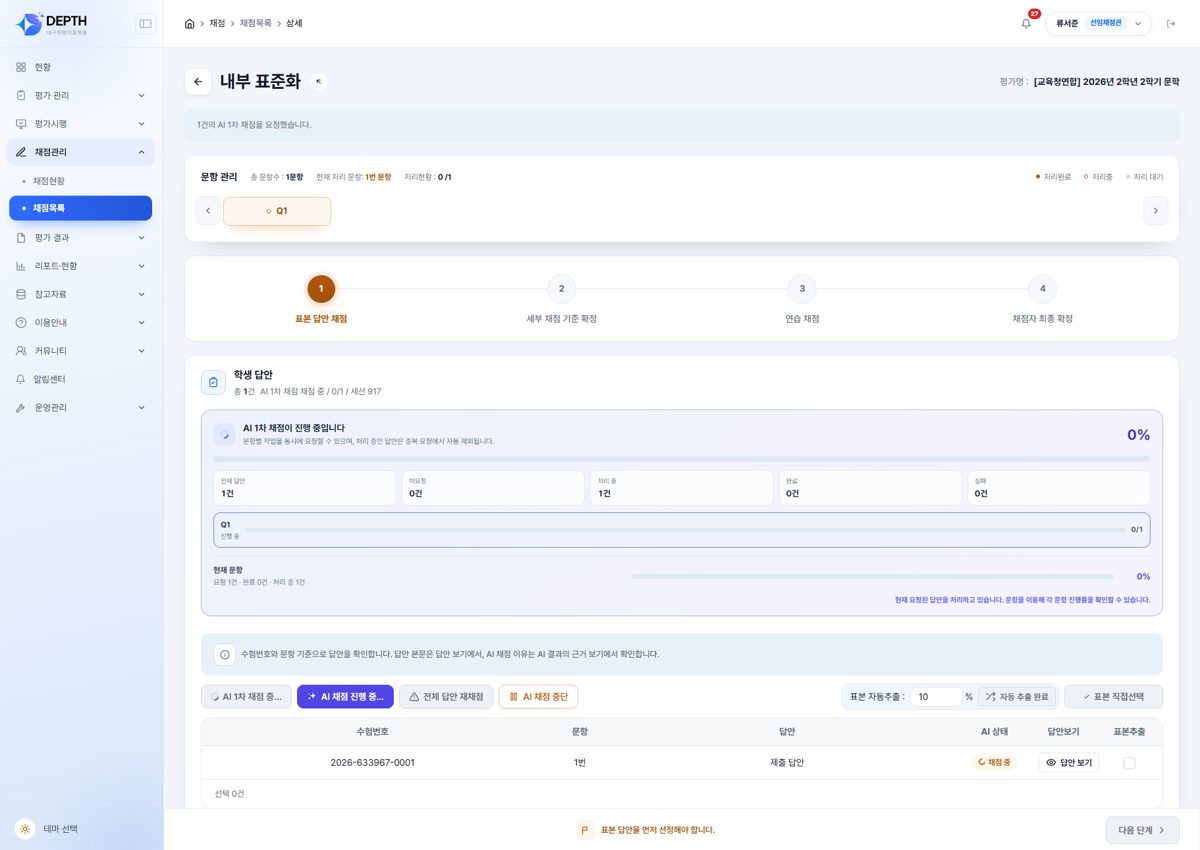 DEPTH
현황
평가 관리
평가시행
채점관리
채점현황
채점목록
평가 결과
리포트·현황
참고자료
이용안내
커뮤니티
알림센터
운영관리
테마 선택
채점 > 채점목록 > 상세
27
류서준 선임채점관
내부 표준화
평가명 : [교육청연합] 2026년 2학년 2학기 문학
1건의 AI 1차 채점을 요청했습니다.
문항 관리 총 문항수 : 1문항 현재 처리 문항: 1번 문항 처리현황 : 0 /1
처리완료 처리중 처리 대기
Q1
1 2 3 4
표본 답안 채점 세부 채점 기준 확정 연습 채점 채점자 최종 확정
학생 답안
총 1건 AI 1차 채점 채점 중 / 0/1 / 세션 917
AI 1차 채점이 진행 중입니다
문항별 작업을 동시에 요청할 수 있으며, 처리 중인 답안은 중복 요청에서 자동 제외됩니다.
0%
전체 답안 미요청 처리 중 완료 실패
1건 0건 1건 0건 0건
Q1
진행 중
0/1
현재 문항
요청 1건 · 완료 0건 · 처리 중 1건
0%
현재 요청된 답안을 처리하고 있습니다. 문항을 이동해 각 문항 진행률을 확인할 수 있습니다.
수험번호와 문항 기준으로 답안을 확인합니다. 답안 본문은 답안 보기에서, AI 채점 이유는 AI 결과의 근거 보기에서 확인합니다.
AI 1차 채점 중... AI 채점 진행 중... 전체 답안 재채점 AI 채점 중단 표본 자동추출 : 10 % 자동 추출 완료 표본 직접선택
수험번호 문항 답안 AI 상태 답안보기 표본추출
2026-633967-0001 1번 제출 답안 채점 중 답안 보기
선택 0건
표본 답안을 먼저 선정해야 합니다.
다음 단계